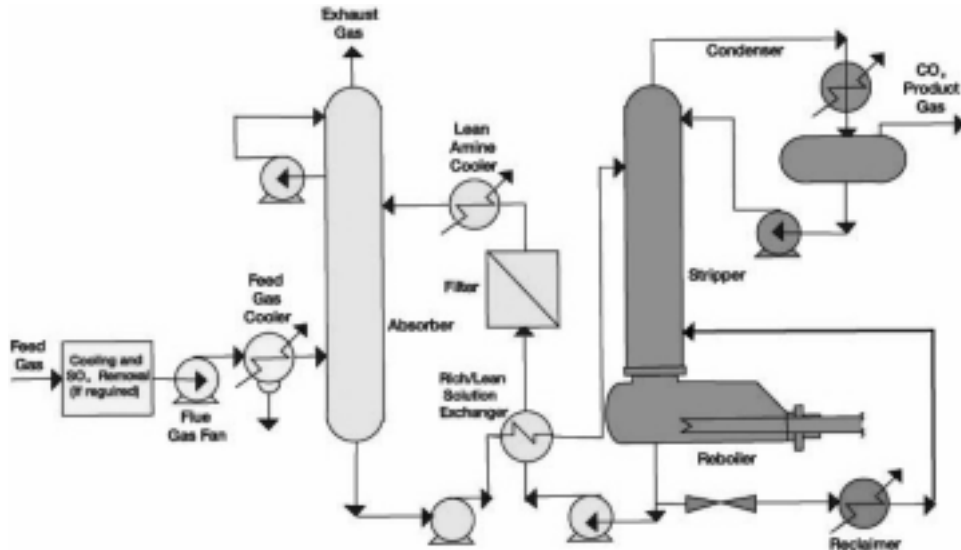 Exhaust
Gas
Condenser
CO₂
Product
Gas
Lean
Amine
Cooler
Stripper
Filter
Feed
Gas
Cooler
Absorber
Feed
Gas
Cooling and
SO₂ Removal
(If reguired)
Flue
Gas Fan
Rich/Lean
Solution
Exchanger
Reboiler
Reclaimer